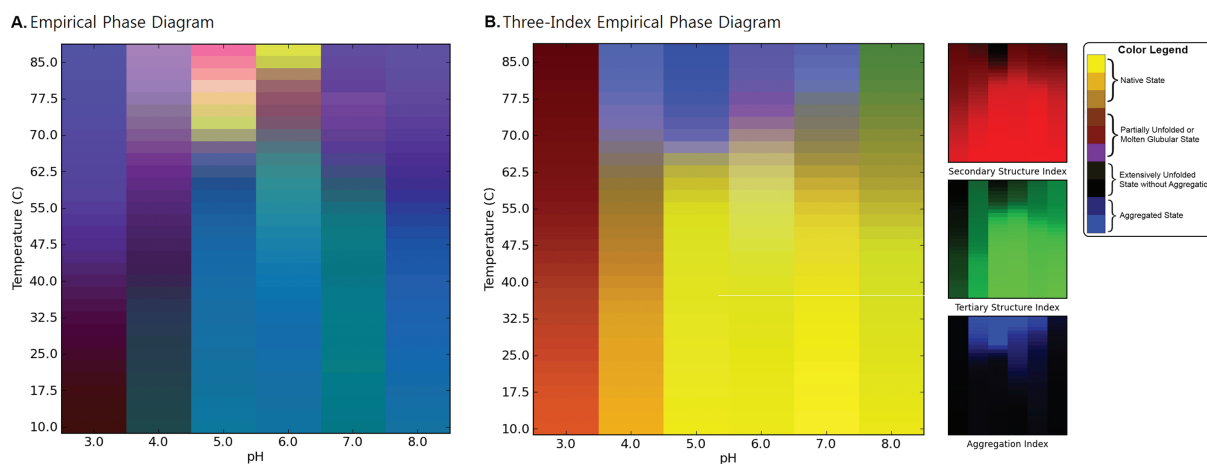 A. Empirical Phase Diagram
Temperature (C)
85.0
77.5
70.0
62.5
55.0
47.5
40.0
32.5
25.0
17.5
10.0
3.0 4.0 5.0 6.0 7.0 8.0
pH
B. Three-Index Empirical Phase Diagram
Temperature (C)
85.0
77.5
70.0
62.5
55.0
47.5
40.0
32.5
25.0
17.5
10.0
3.0 4.0 5.0 6.0 7.0 8.0
pH
Secondary Structure Index
Tertiary Structure Index
Aggregation Index
Color Legend
Native State
Partially Unfolded or
Molten Glubular State
Extensively Unfolded
State without Aggregatio
Aggregated State